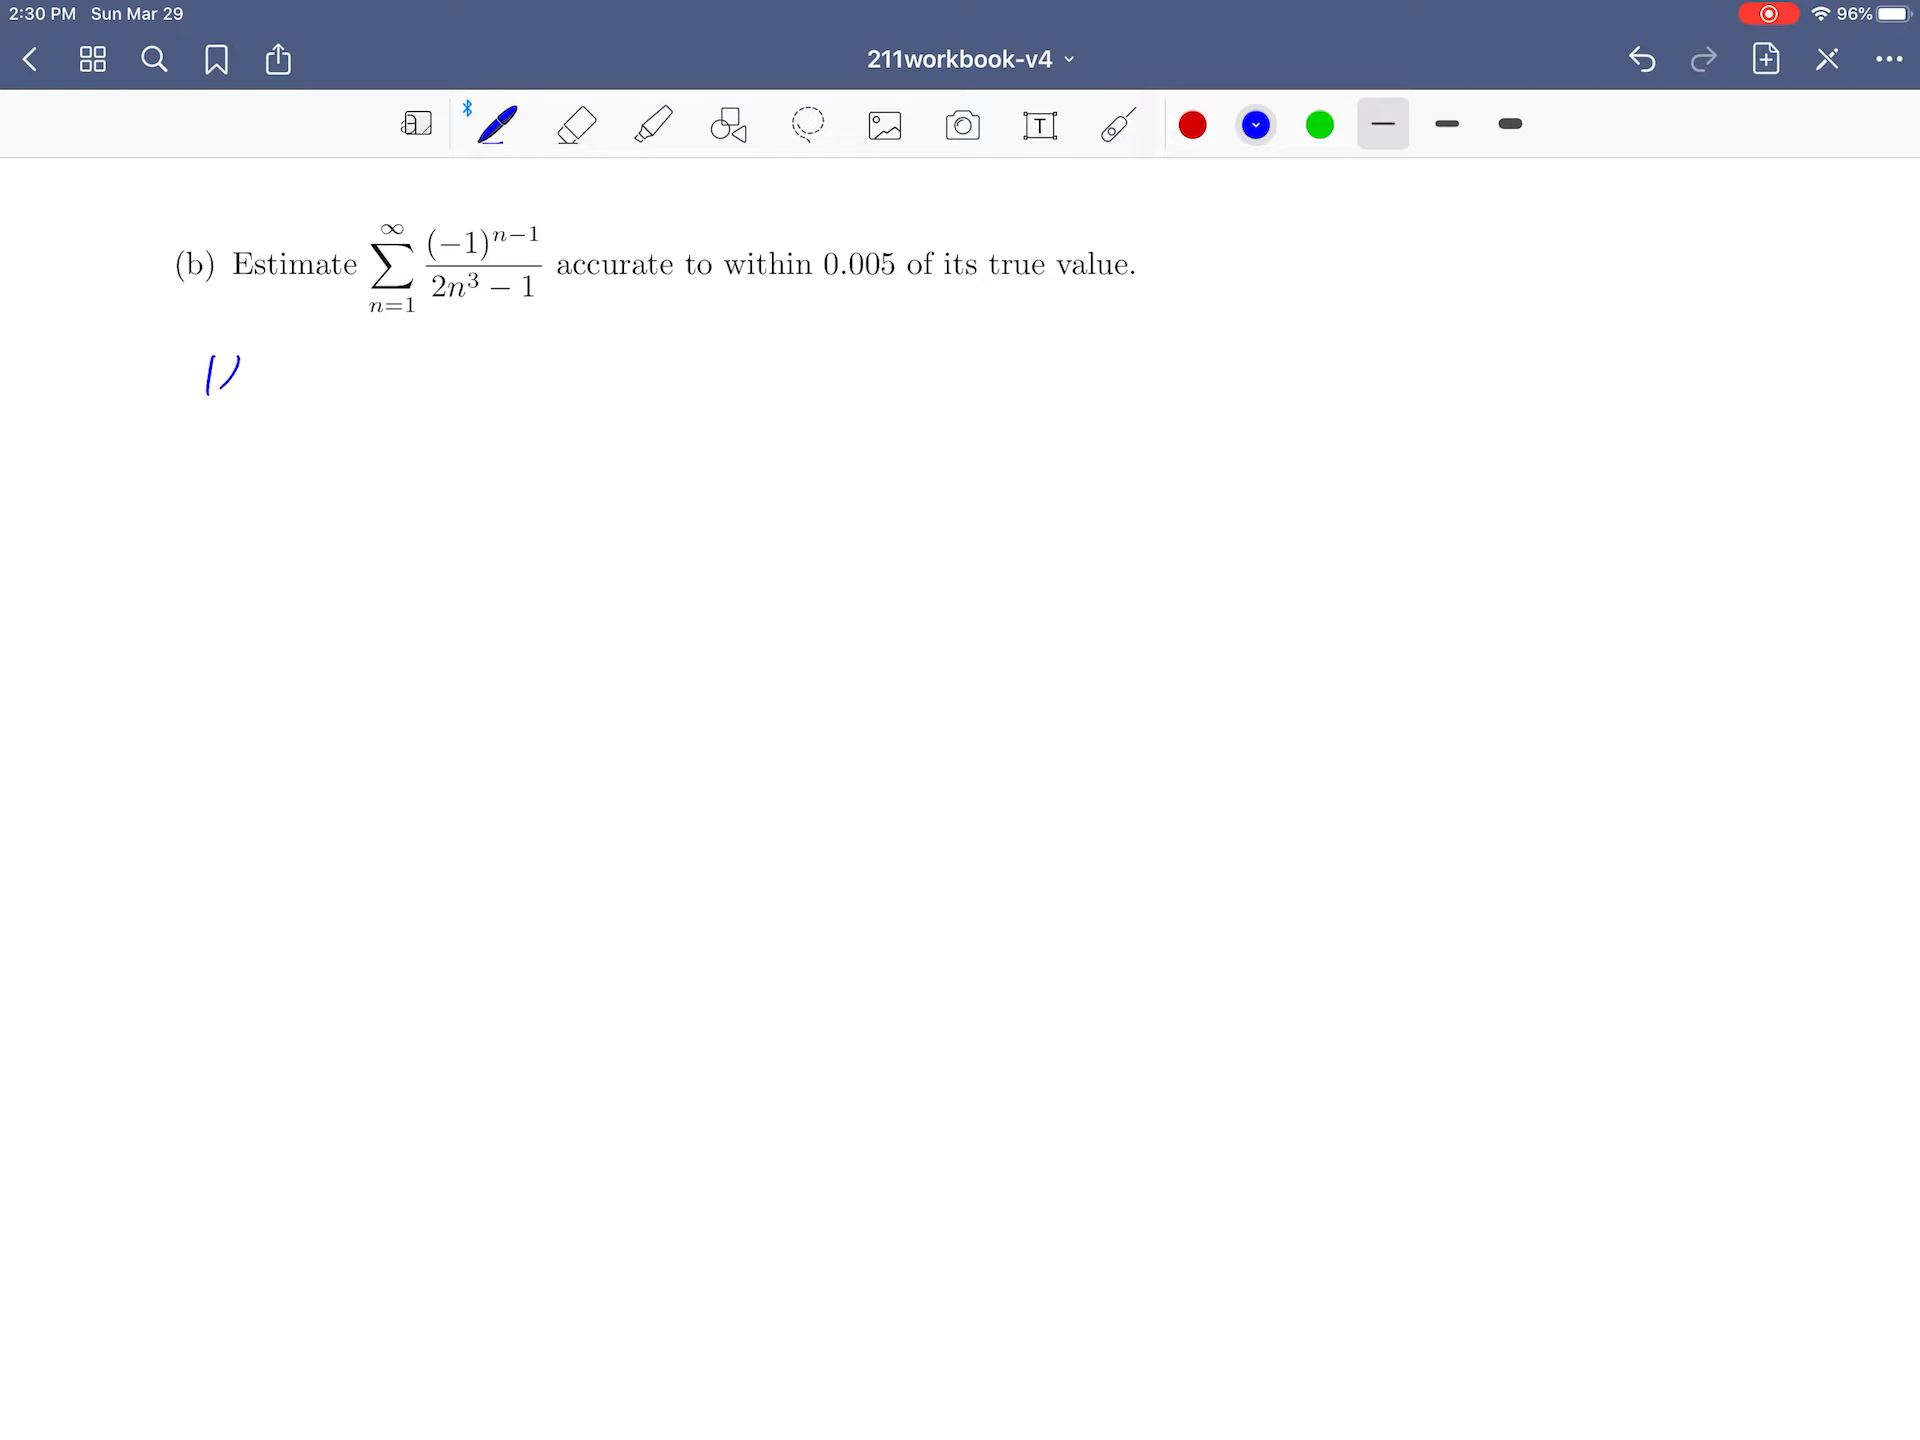 2:30 PM Sun Mar 29 96%
211workbook-v4
T
(b) Estimate $\sum_{n=1}^{\infty} \frac{(-1)^{n-1}}{2n^3 - 1}$ accurate to within 0.005 of its true value.